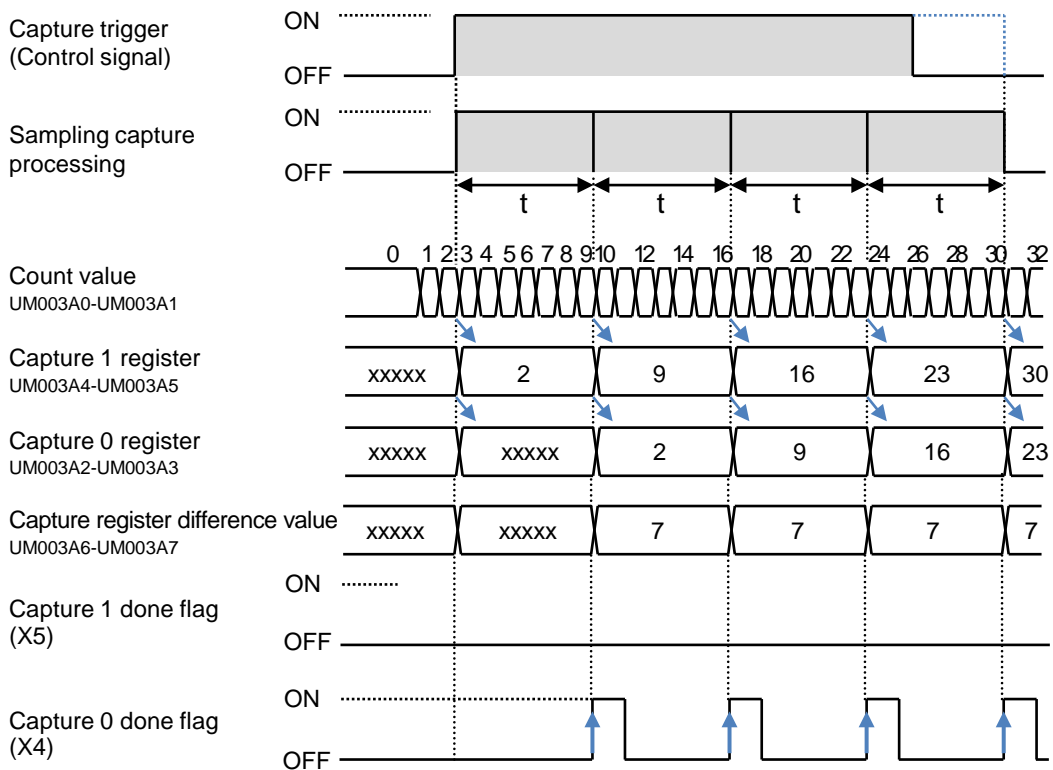 Capture trigger
(Control signal)
ON
OFF
Sampling capture
processing
ON
OFF
t t t t
Count value
UM003A0-UM003A1
0 1 2 3 4 5 6 7 8 9 10 12 14 16 18 20 22 24 26 28 30 32
Capture 1 register
UM003A4-UM003A5
xxxxx 2 9 16 23 30
Capture 0 register
UM003A2-UM003A3
xxxxx xxxxx 2 9 16 23
Capture register difference value
UM003A6-UM003A7
xxxxx xxxxx 7 7 7 7
Capture 1 done flag
(X5)
ON
OFF
Capture 0 done flag
(X4)
ON
OFF